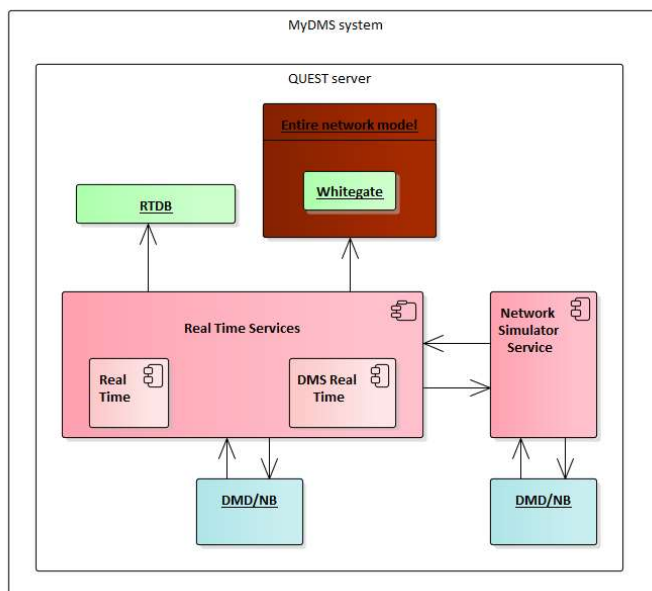 MyDMS system
QUEST server
Entire network model
Whitegate
RTDB
Real Time Services
Network
Simulator
Service
Real
Time
DMS Real
Time
DMD/NB
DMD/NB